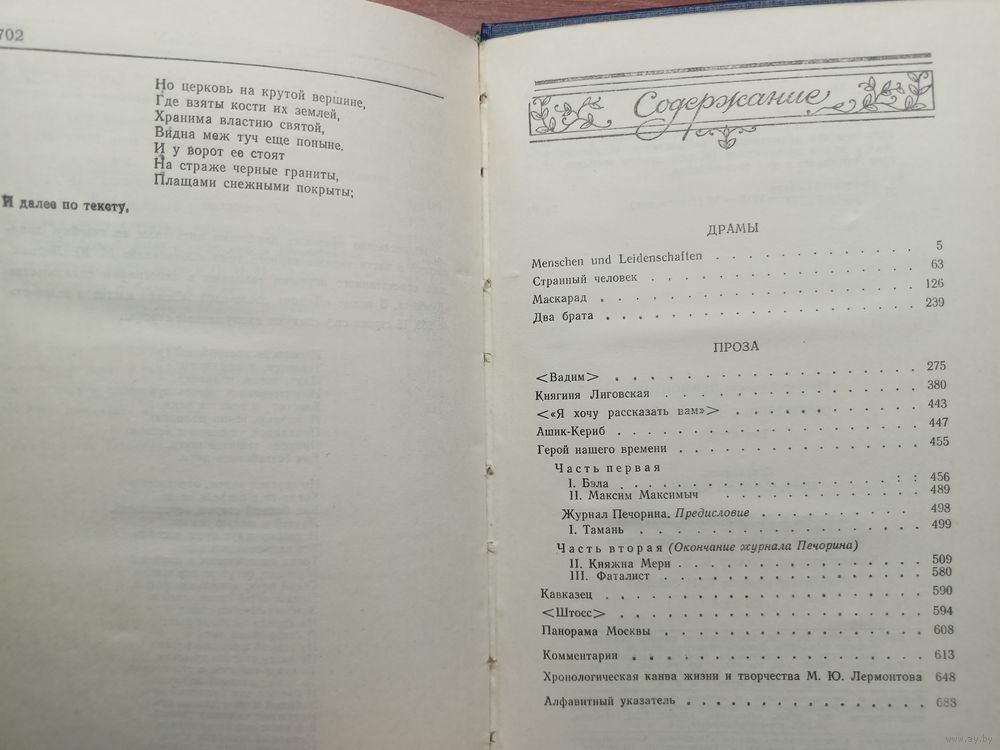 702
Но церковь на крутой вершине,
Где взяты кости их землей,
Хранима властию святой,
Видна меж туч еще поныне.
И у ворот ее стоят
На страже черные граниты,
Плащами снежными покрыты;
И далее по тексту.
Содержание
ДРАМЫ
Menschen und Leidenschaften . . . . . . . . . . . 5
Странный человек . . . . . . . . . . . . . . 63
Маскарад . . . . . . . . . . . . . . . . . 126
Два брата . . . . . . . . . . . . . . . . . 239
ПРОЗА
<Вадим> . . . . . . . . . . . . . . . . 275
Княгиня Лиговская . . . . . . . . . . . . . . 380
<«Я хочу рассказать вам»> . . . . . . . . . . . 443
Ашик-Кериб . . . . . . . . . . . . . . . . 447
Герой нашего времени . . . . . . . . . . . . . 455
Часть первая
I. Бэла . . . . . . . . . . . . . . . : : 456
II. Максим Максимыч . . . . . . . . . . . . 489
Журнал Печорина. Предисловие . . . . . . . . . 498
I. Тамань . . . . . . . . . . . . . . . 499
Часть вторая (Окончание журнала Печорина)
II. Княжна Мери . . . . . . . . . . . . . 509
III. Фаталист . . . . . . . . . . . . . . 580
Кавказец . . . . . . . . . . . . . . . . . 590
<Штосс> . . . . . . . . . . . . . . . . 594
Панорама Москвы . . . . . . . . . . . . . . 608
Комментарии . . . . . . . . . . . . . . . . 613
Хронологическая канва жизни и творчества М. Ю. Лермонтова 648
Алфавитный указатель . . . . . . . . . . . . . 688
www.ay.by